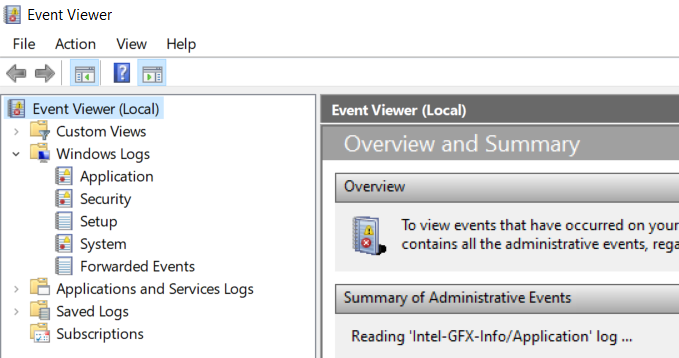 Event Viewer
File Action View Help
Event Viewer (Local)
Custom Views
Windows Logs
Application
Security
Setup
System
Forwarded Events
Applications and Services Logs
Saved Logs
Subscriptions
Event Viewer (Local)
Overview and Summary
Overview
To view events that have occurred on your
contains all the administrative events, rega
Summary of Administrative Events
Reading 'Intel-GFX-Info/Application' log ...